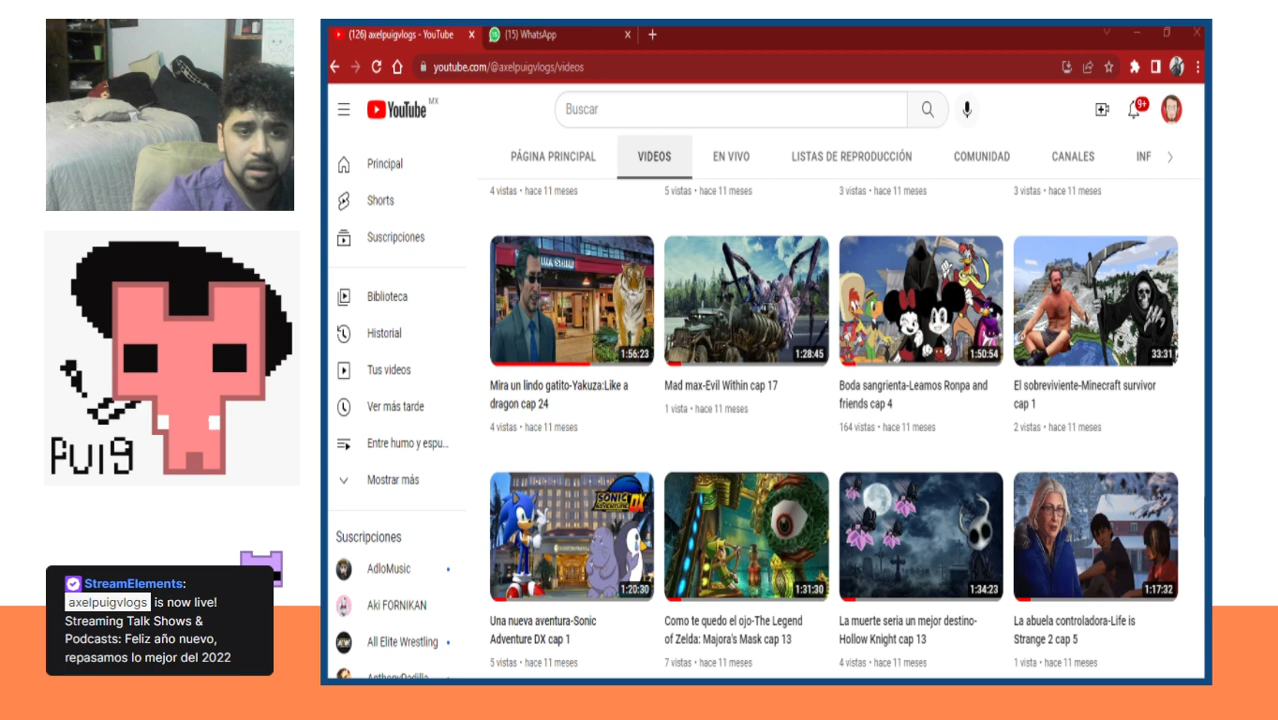 (126) axelpuigvlogs - YouTube
(15) WhatsApp
youtube.com/@axelpuigvlogs/videos
YouTube MX
Buscar
9+
PÁGINA PRINCIPAL
VIDEOS
EN VIVO
LISTAS DE REPRODUCCIÓN
COMUNIDAD
CANALES
INF
Principal
Shorts
Suscripciones
Biblioteca
Historial
Tus videos
Ver más tarde
Entre humo y espu...
Mostrar más
Suscripciones
AdloMusic
Aki FORNIKAN
All Elite Wrestling
AnthonyPadilla
4 vistas • hace 11 meses
5 vistas • hace 11 meses
3 vistas • hace 11 meses
3 vistas • hace 11 meses
1:56:23
Mira un lindo gatito-Yakuza:Like a
dragon cap 24
4 vistas • hace 11 meses
1:28:45
Mad max-Evil Within cap 17
1 vista • hace 11 meses
1:50:54
Boda sangrienta-Leamos Ronpa and
friends cap 4
164 vistas • hace 11 meses
33:31
El sobreviviente-Minecraft survivor
cap 1
2 vistas • hace 11 meses
SONIC
ADVENTURE DX
1:20:30
Una nueva aventura-Sonic
Adventure DX cap 1
5 vistas • hace 11 meses
1:31:30
Como te quedo el ojo-The Legend
of Zelda: Majora's Mask cap 13
7 vistas • hace 11 meses
1:34:23
La muerte seria un mejor destino-
Hollow Knight cap 13
4 vistas • hace 11 meses
1:17:32
La abuela controladora-Life is
Strange 2 cap 5
1 vista • hace 11 meses
Puig
StreamElements:
axelpuigvlogs is now live!
Streaming Talk Shows &
Podcasts: Feliz año nuevo,
repasamos lo mejor del 2022